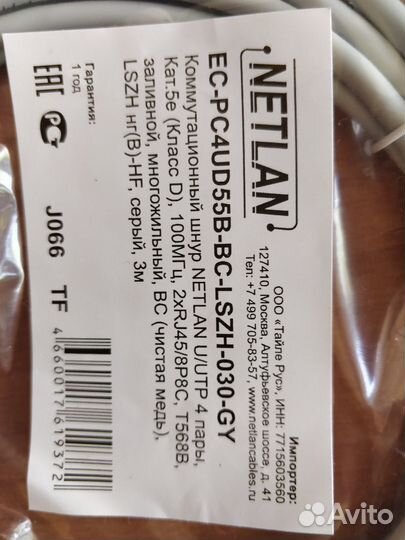 NETLAN
Импортер:
ООО «Тайле Рус», ИНН: 7715603560
127410, Москва, Алтуфьевское шоссе, д. 41
Тел: +7 499 705-83-57, www.netlancables.ru
EC-PC4UD55B-BC-LSZH-030-GY
Коммутационный шнур NETLAN U/UTP 4 пары,
Кат.5е (Класс D), 100МГц, 2хRJ45/8P8C, T568B,
заливной, многожильный, BC (чистая медь),
LSZH нг(B)-HF, серый, 3м
Гарантия:
1 год
EAC
J066 TF
4660017619372
Avito